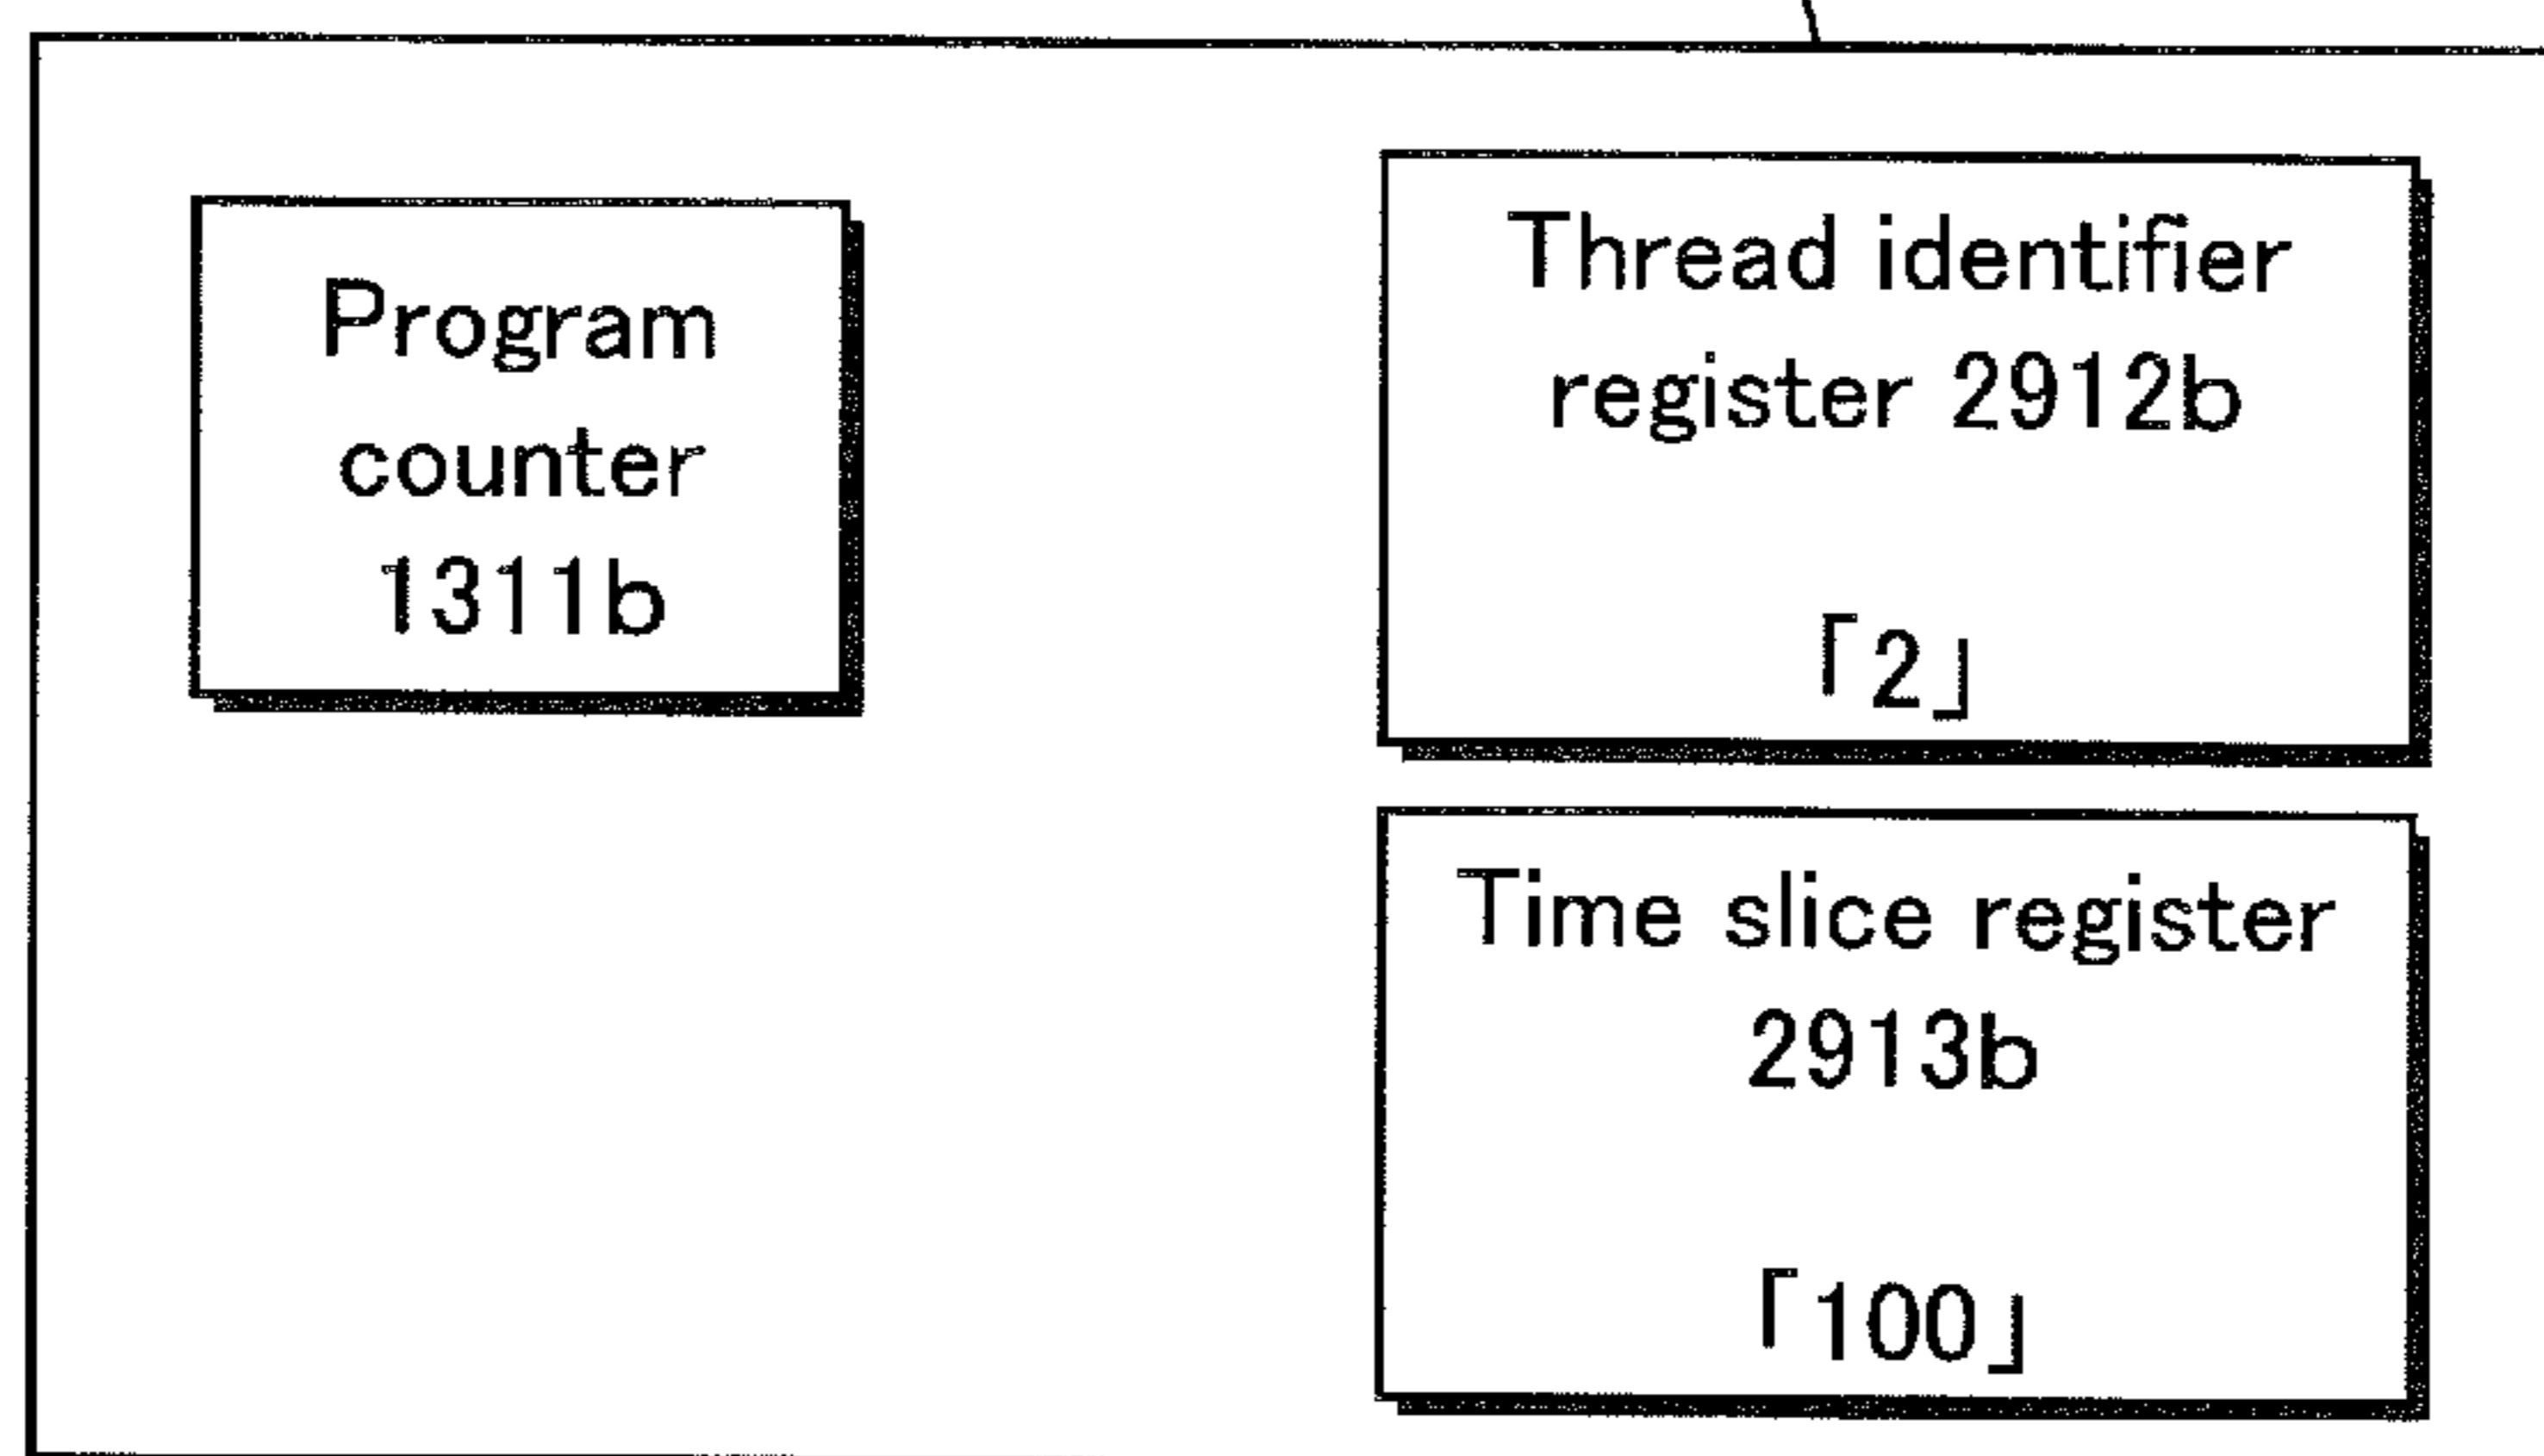 Program
counter
1311b
Thread identifier
register 2912b
「2」
Time slice register
2913b
「100」